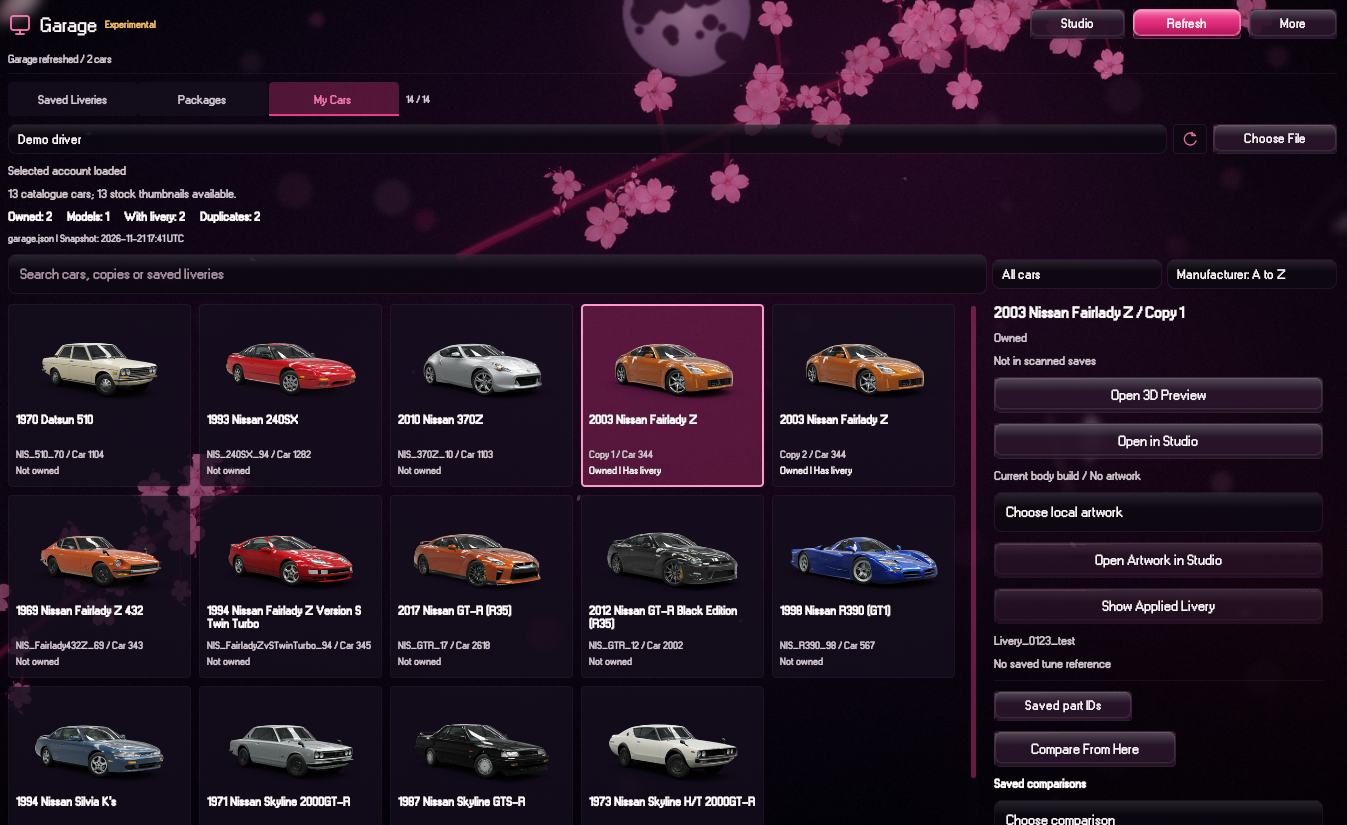 Garage Experimental
Studio
Refresh
More
Garage refreshed / 2 cars
Saved Liveries
Packages
My Cars
14 / 14
Demo driver
Choose File
Selected account loaded
13 catalogue cars; 13 stock thumbnails available.
Owned: 2 Models: 1 With livery: 2 Duplicates: 2
garage.json | Snapshot: 2026-11-21 17:41 UTC
Search cars, copies or saved liveries
All cars
Manufacturer: A to Z
1970 Datsun 510
NIS_510_70 / Car 1104
Not owned
1993 Nissan 240SX
NIS_240SX_94 / Car 1282
Not owned
2010 Nissan 370Z
NIS_370Z_10 / Car 1103
Not owned
2003 Nissan Fairlady Z
Copy 1 / Car 344
Owned | Has livery
2003 Nissan Fairlady Z
Copy 2 / Car 344
Owned | Has livery
1969 Nissan Fairlady Z 432
NIS_Fairlady432Z_69 / Car 343
Not owned
1994 Nissan Fairlady Z Version S
Twin Turbo
NIS_FairladyZvSTwinTurbo_94 / Car 345
Not owned
2017 Nissan GT-R (R35)
NIS_GTR_17 / Car 2618
Not owned
2012 Nissan GT-R Black Edition
(R35)
NIS_GTR_12 / Car 2002
Not owned
1998 Nissan R390 (GT1)
NIS_R390_98 / Car 567
Not owned
1994 Nissan Silvia K's
1971 Nissan Skyline 2000GT-R
1987 Nissan Skyline GTS-R
1973 Nissan Skyline H/T 2000GT-R
2003 Nissan Fairlady Z / Copy 1
Owned
Not in scanned saves
Open 3D Preview
Open in Studio
Current body build / No artwork
Choose local artwork
Open Artwork in Studio
Show Applied Livery
Livery_0123_test
No saved tune reference
Saved part IDs
Compare From Here
Saved comparisons
Choose comparison